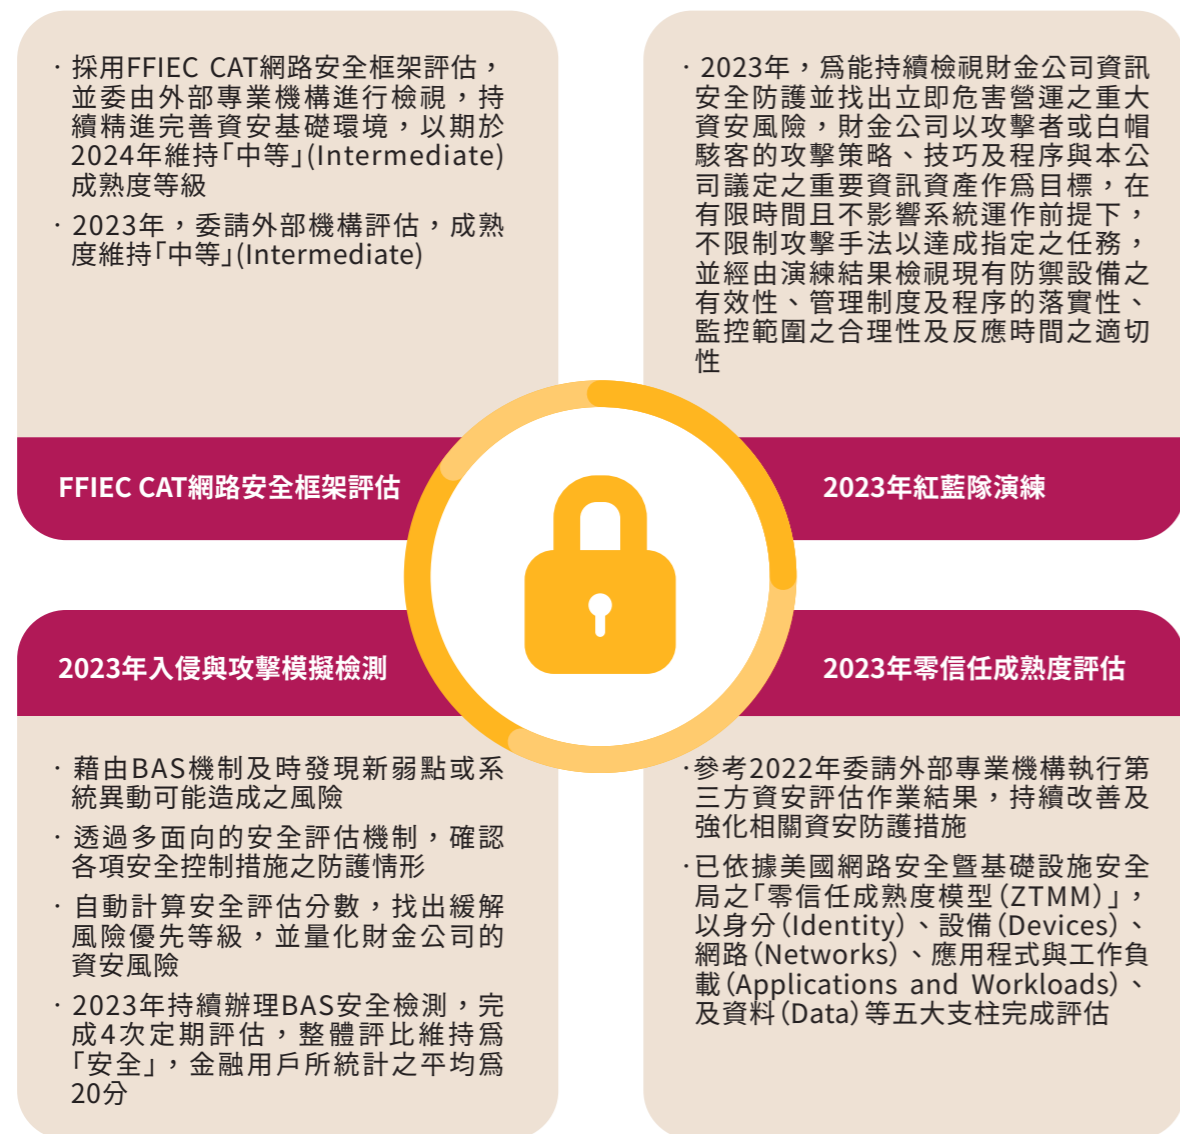 · 採用FFIEC CAT網路安全框架評估，
並委由外部專業機構進行檢視，持
續精進完善資安基礎環境，以期於
2024年維持「中等」(Intermediate)
成熟度等級
· 2023年，委請外部機構評估，成熟
度維持「中等」(Intermediate)
FFIEC CAT網路安全框架評估
· 2023年，爲能持續檢視財金公司資訊
安全防護並找出立即危害營運之重大
資安風險，財金公司以攻擊者或白帽
駭客的攻擊策略、技巧及程序與本公
司議定之重要資訊資產作爲目標，在
有限時間且不影響系統運作前提下，
不限制攻擊手法以達成指定之任務，
並經由演練結果檢視現有防禦設備之
有效性、管理制度及程序的落實性、
監控範圍之合理性及反應時間之適切
性
2023年紅藍隊演練
2023年入侵與攻擊模擬檢測
· 藉由BAS機制及時發現新弱點或系
統異動可能造成之風險
· 透過多面向的安全評估機制，確認
各項安全控制措施之防護情形
· 自動計算安全評估分數，找出緩解
風險優先等級，並量化財金公司的
資安風險
· 2023年持續辦理BAS安全檢測，完
成4次定期評估，整體評比維持爲
「安全」，金融用戶所統計之平均爲
20分
2023年零信任成熟度評估
·參考2022年委請外部專業機構執行第
三方資安評估作業結果，持續改善及
強化相關資安防護措施
·已依據美國網路安全暨基礎設施安全
局之「零信任成熟度模型（ZTMM）」，
以身分（Identity）、設備（Devices）、
網路（Networks）、應用程式與工作負
載（Applications and Workloads）、
及資料（Data）等五大支柱完成評估